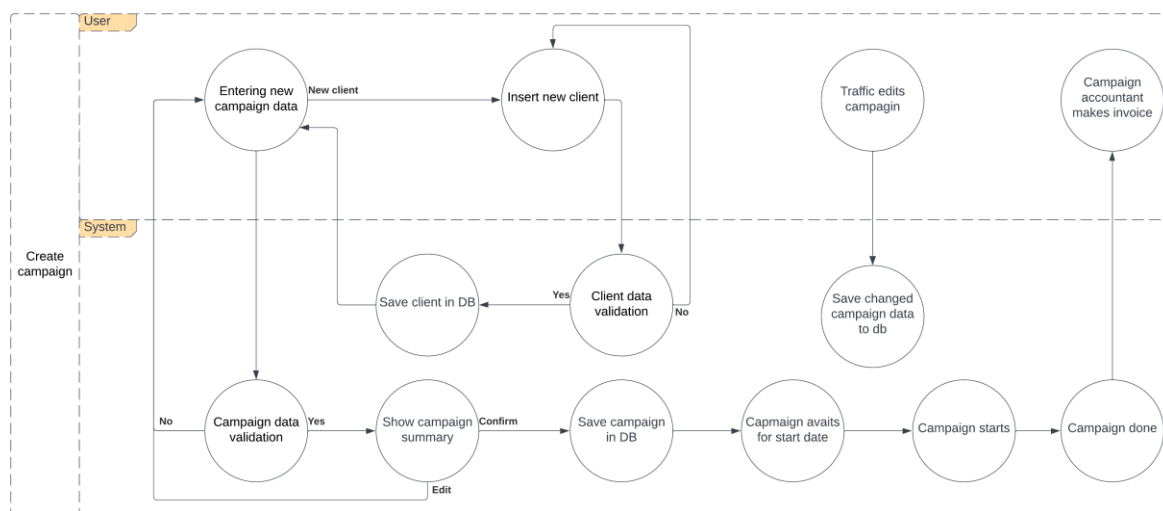 User
Entering new
campaign data
New client
Insert new client
Traffic edits
campagin
Campaign
accountant
makes invoice
System
Create
campaign
Save client in DB
Yes
Client data
validation
No
Save changed
campaign data
to db
No
Campaign data
validation
Yes
Show campaign
summary
Confirm
Save campaign
in DB
Capmaign avaits
for start date
Campaign starts
Campaign done
Edit